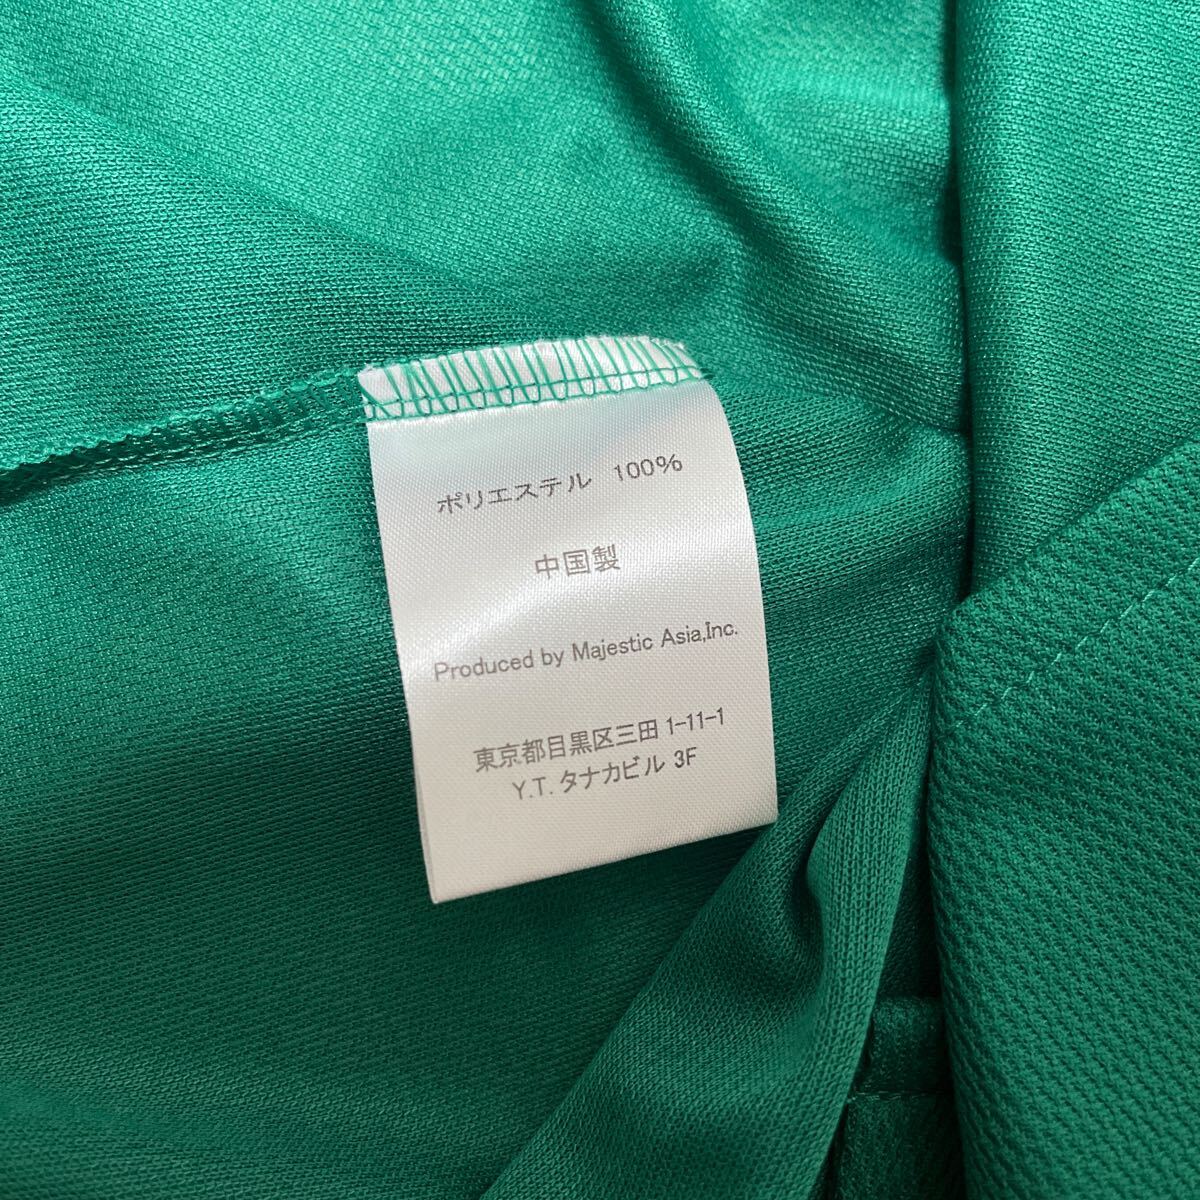 ポリエステル 100%
中国製
Produced by Majestic Asia,Inc.
東京都目黒区三田 1-11-1
Y.T. タナカビル 3F